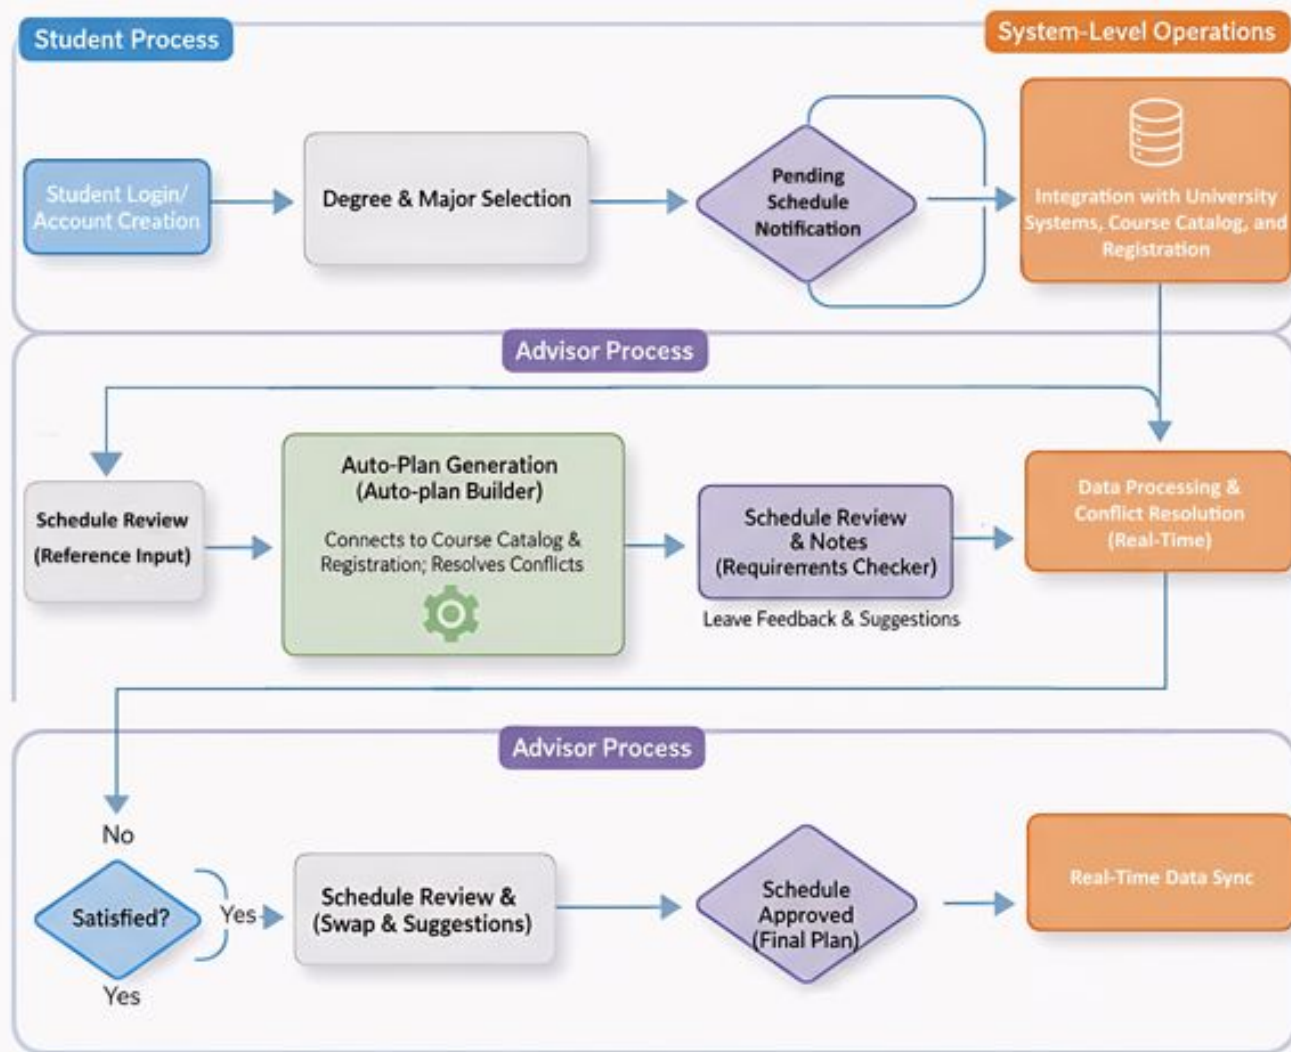 Student Process
System-Level Operations
Student Login/
Account Creation
Degree & Major Selection
Pending
Schedule
Notification
Integration with University
Systems, Course Catalog, and
Registration
Advisor Process
Schedule Review
(Reference Input)
Auto-Plan Generation
(Auto-plan Builder)
Connects to Course Catalog &
Registration; Resolves Conflicts
Schedule Review
& Notes
(Requirements Checker)
Leave Feedback & Suggestions
Data Processing &
Conflict Resolution
(Real-Time)
Advisor Process
No
Satisfied?
Yes
Yes
Schedule Review &
(Swap & Suggestions)
Schedule
Approved
(Final Plan)
Real-Time Data Sync